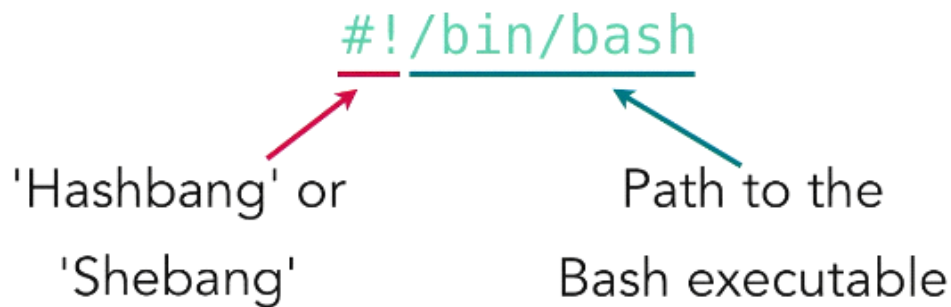 #!/bin/bash
'Hashbang' or
'Shebang'
Path to the
Bash executable